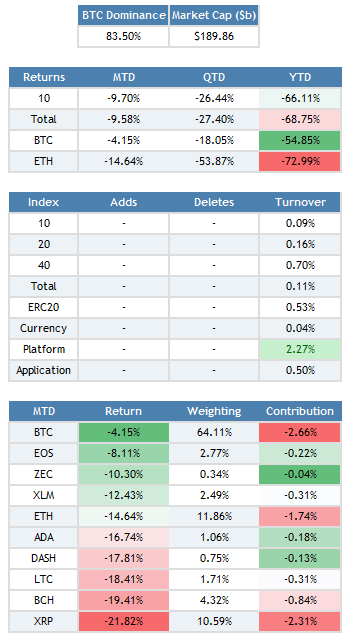 BTC Dominance Market Cap ($b)
83.50% $189.86
Returns MTD QTD YTD
10 -9.70% -26.44% -66.11%
Total -9.58% -27.40% -68.75%
BTC -4.15% -18.05% -54.85%
ETH -14.64% -53.87% -72.99%
Index Adds Deletes Turnover
10 - - 0.09%
20 - - 0.16%
40 - - 0.70%
Total - - 0.11%
ERC20 - - 0.53%
Currency - - 0.04%
Platform - - 2.27%
Application - - 0.50%
MTD Return Weighting Contribution
BTC -4.15% 64.11% -2.66%
EOS -8.11% 2.77% -0.22%
ZEC -10.30% 0.34% -0.04%
XLM -12.43% 2.49% -0.31%
ETH -14.64% 11.86% -1.74%
ADA -16.74% 1.06% -0.18%
DASH -17.81% 0.75% -0.13%
LTC -18.41% 1.71% -0.31%
BCH -19.41% 4.32% -0.84%
XRP -21.82% 10.59% -2.31%